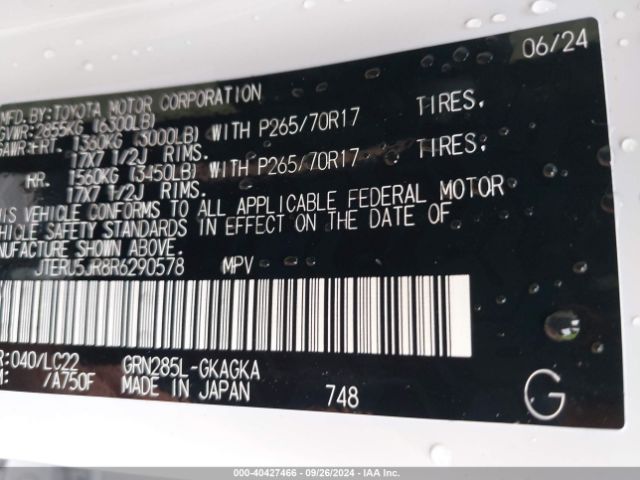 06/24
MFD. BY: TOYOTA MOTOR CORPORATION
GVWR: 2855KG (6300LB)
GAWR: FRT. 1360KG (3000LB) WITH P265/70R17 TIRES,
17X7 1/2J RIMS.
RR. 1560KG (3450LB) WITH P265/70R17 TIRES,
17X7 1/2J RIMS.
THIS VEHICLE CONFORMS TO ALL APPLICABLE FEDERAL MOTOR
VEHICLE SAFETY STANDARDS IN EFFECT ON THE DATE OF
MANUFACTURE SHOWN ABOVE.
JTERU5JR8R6290578 MPV
R:040/LC22 GRN285L-GKAGKA
M: /A750F MADE IN JAPAN 748
G
000-40427466 - 09/26/2024 - IAA Inc.